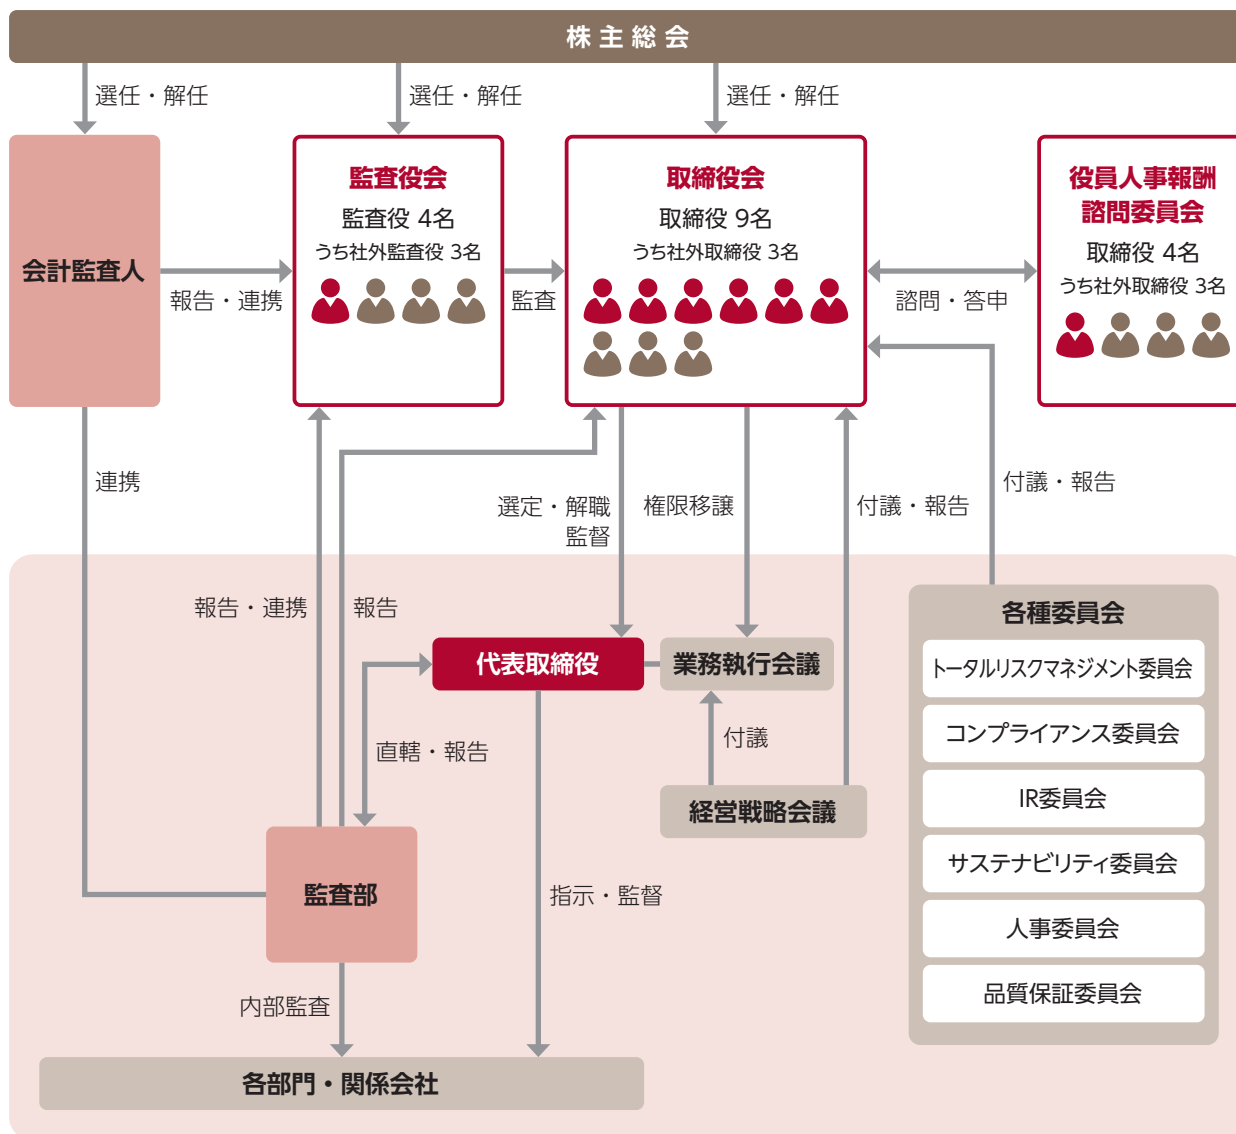 株主総会
選任・解任
選任・解任
選任・解任
会計監査人
報告・連携
監査役会
監査役 4名
うち社外監査役 3名
監査
取締役会
取締役 9名
うち社外取締役 3名
諮問・答申
役員人事報酬
諮問委員会
取締役 4名
うち社外取締役 3名
連携
選定・解職
監督
権限移譲
付議・報告
付議・報告
報告・連携
報告
代表取締役
業務執行会議
直轄・報告
付議
経営戦略会議
監査部
指示・監督
内部監査
各部門・関係会社
各種委員会
トータルリスクマネジメント委員会
コンプライアンス委員会
IR委員会
サステナビリティ委員会
人事委員会
品質保証委員会